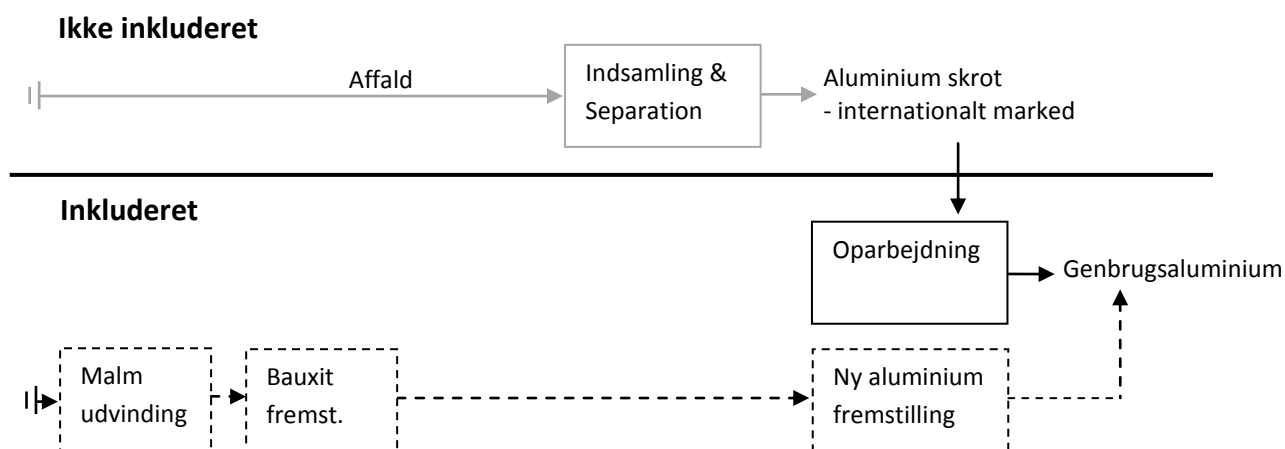 Ikke inkluderet
Affald
Indsamling &
Separation
Aluminium skrot
- internationalt marked
Inkluderet
Oparbejdning
Genbrugsaluminium
Malm
udvinding
Bauxit
fremst.
Ny aluminium
fremstilling